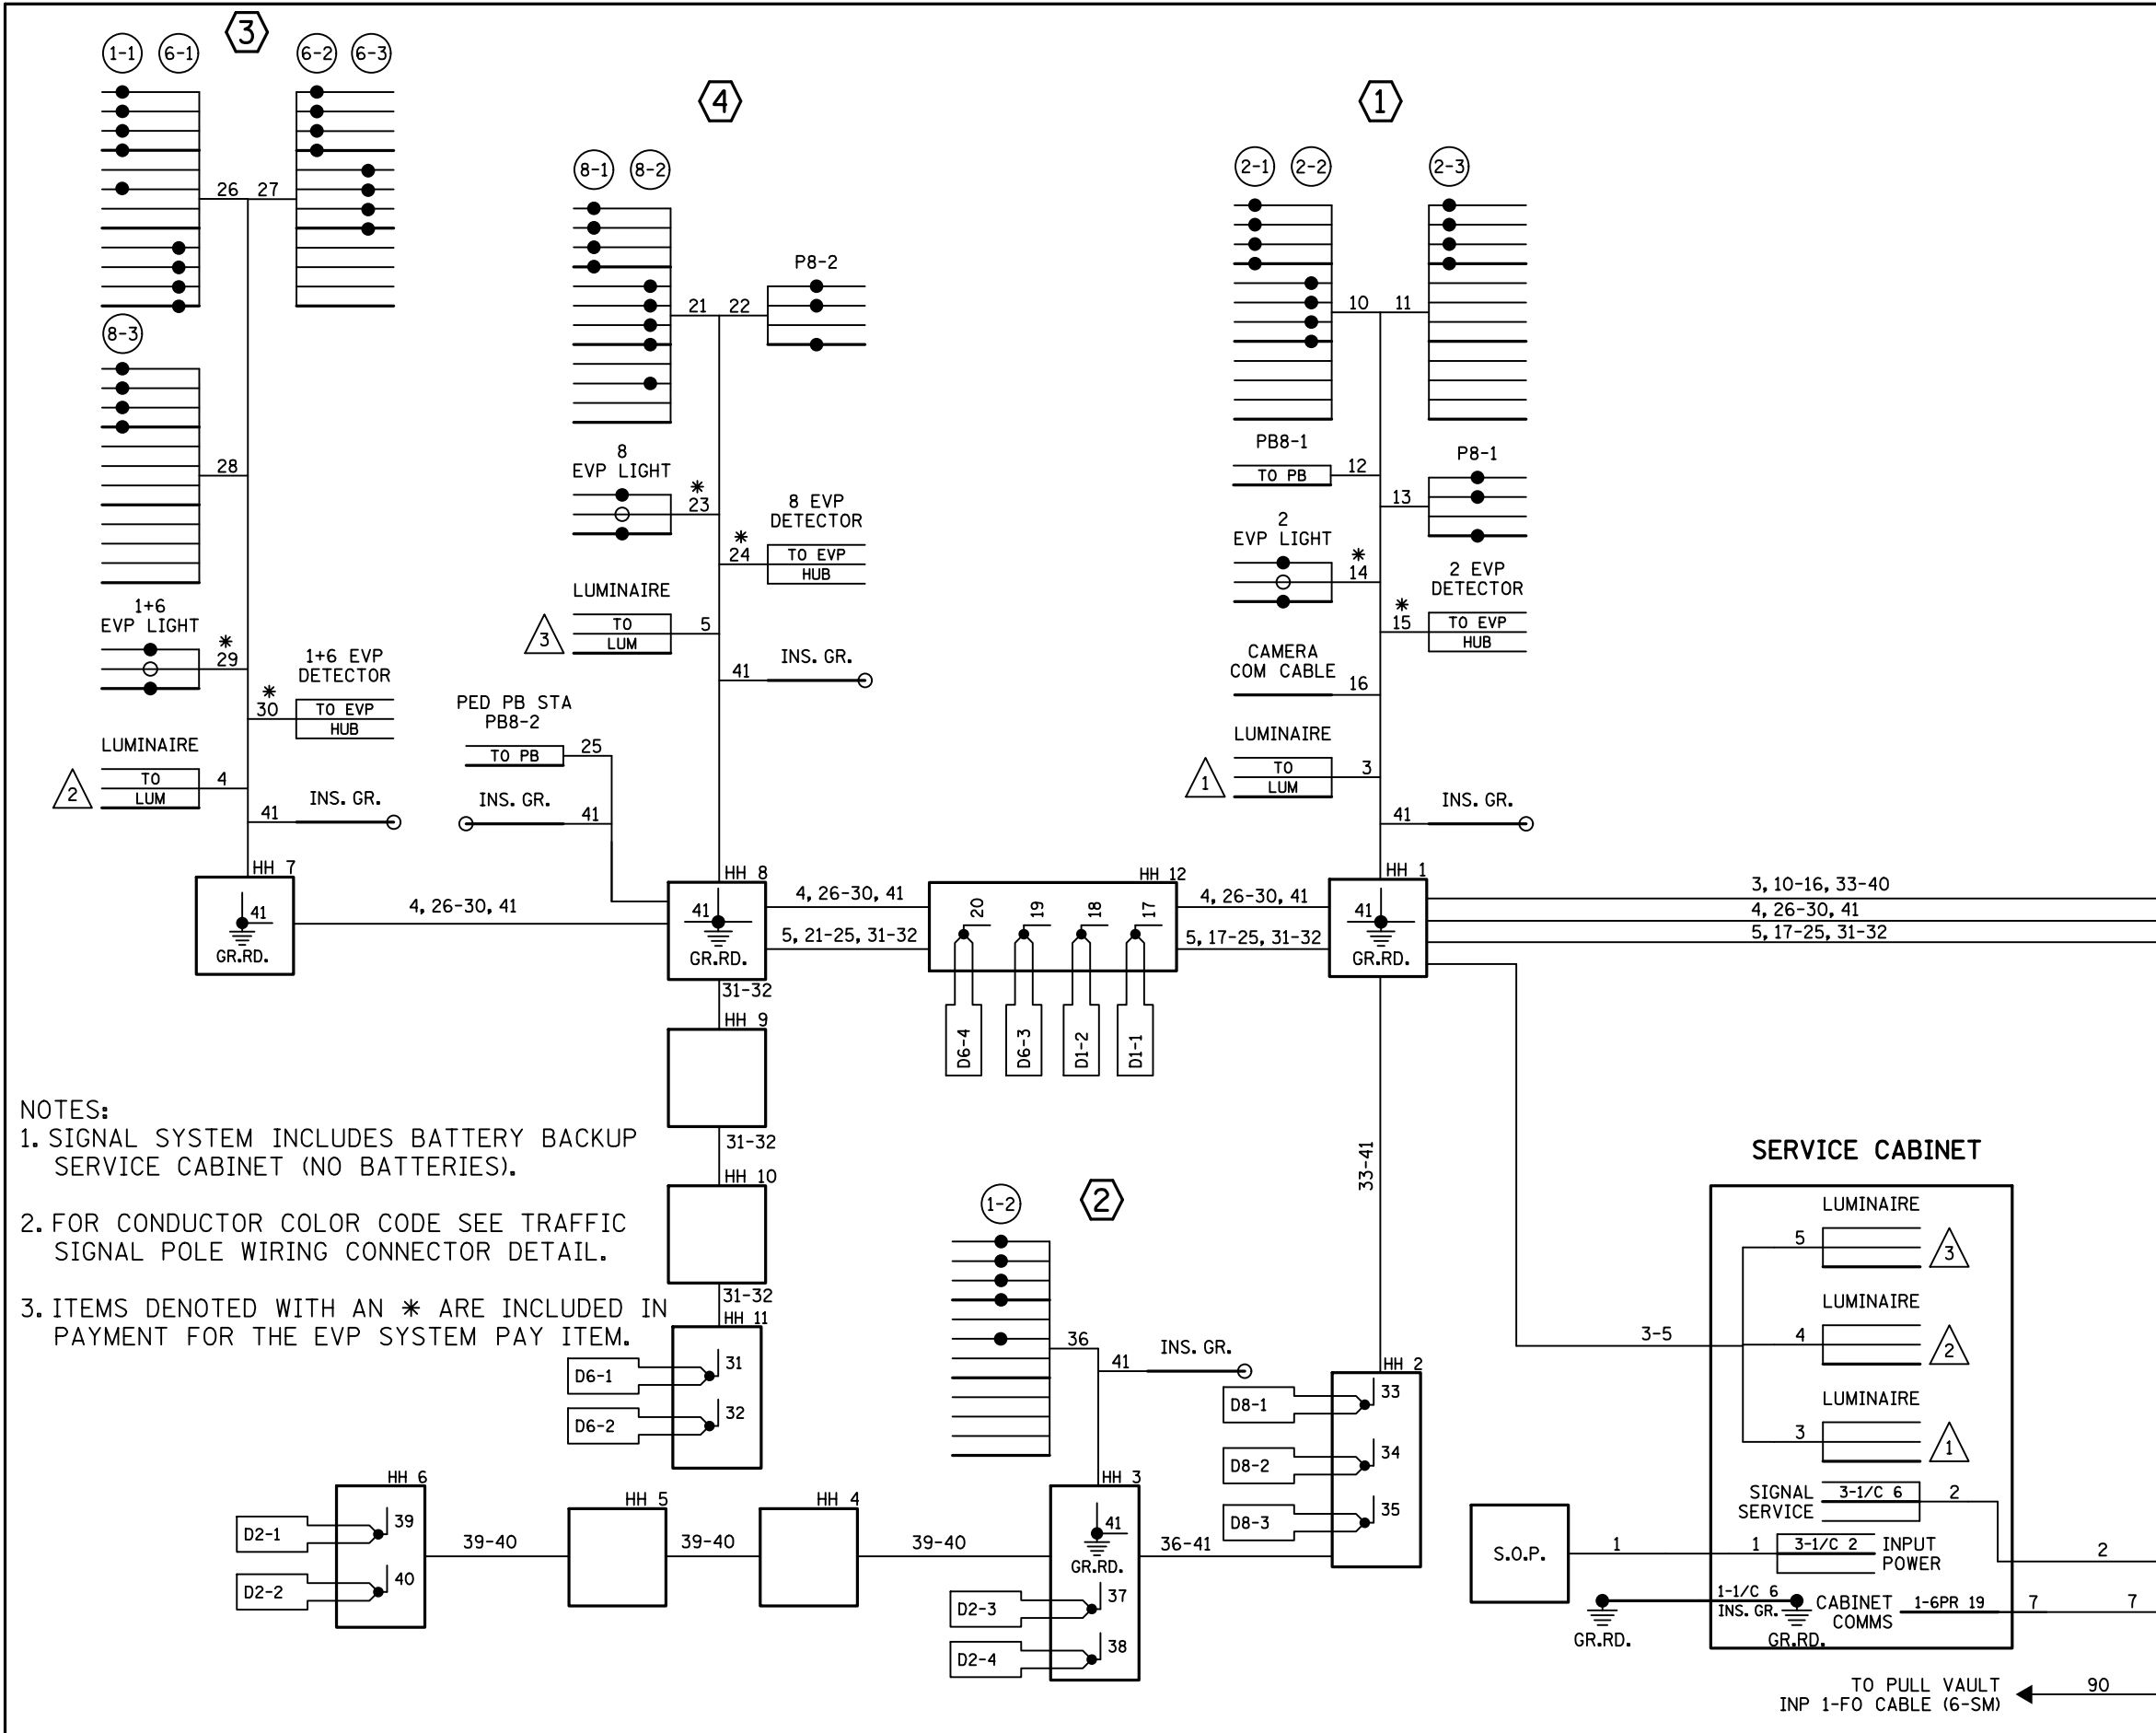 3
1-1 6-1 6-2 6-3
26 27
8-3
28
1+6
EVP LIGHT
*
29
1+6 EVP
DETECTOR
*
30
TO EVP
HUB
LUMINAIRE
2
TO
LUM
4
INS. GR.
41
HH 7
41
GR.RD.
4, 26-30, 41
4
8-1 8-2
21 22
P8-2
8
EVP LIGHT
*
23
8 EVP
DETECTOR
*
24
TO EVP
HUB
LUMINAIRE
3
TO
LUM
5
INS. GR.
41
PED PB STA
PB8-2
TO PB
25
INS. GR.
41
HH 8
41
GR.RD.
4, 26-30, 41
5, 21-25, 31-32
HH 12
20 19 18 17
D6-4 D6-3 D1-2 D1-1
4, 26-30, 41
5, 17-25, 31-32
1
2-1 2-2 2-3
10 11
PB8-1
TO PB
12
P8-1
13
2
EVP LIGHT
*
14
2 EVP
DETECTOR
*
15
TO EVP
HUB
CAMERA
COM CABLE
16
LUMINAIRE
1
TO
LUM
3
INS. GR.
41
HH 1
41
GR.RD.
3, 10-16, 33-40
4, 26-30, 41
5, 17-25, 31-32
31-32
HH 9
31-32
HH 10
31-32
HH 11
D6-1
31
D6-2
32
NOTES:
1. SIGNAL SYSTEM INCLUDES BATTERY BACKUP
SERVICE CABINET (NO BATTERIES).
2. FOR CONDUCTOR COLOR CODE SEE TRAFFIC
SIGNAL POLE WIRING CONNECTOR DETAIL.
3. ITEMS DENOTED WITH AN * ARE INCLUDED IN
PAYMENT FOR THE EVP SYSTEM PAY ITEM.
33-41
2
1-2
36
INS. GR.
41
HH 2
D8-1
33
D8-2
34
D8-3
35
HH 6
D2-1
39
D2-2
40
39-40
HH 5
39-40
HH 4
39-40
HH 3
41
GR.RD.
D2-3
37
D2-4
38
36-41
3-5
SERVICE CABINET
LUMINAIRE
5
3
LUMINAIRE
4
2
LUMINAIRE
3
1
SIGNAL
SERVICE
3-1/C 6
2
2
S.O.P.
1
1
3-1/C 2
INPUT
POWER
1-1/C 6
INS. GR.
GR.RD.
GR.RD.
CABINET
COMMS
1-6PR 19
7
7
TO PULL VAULT
INP 1-FO CABLE (6-SM)
90